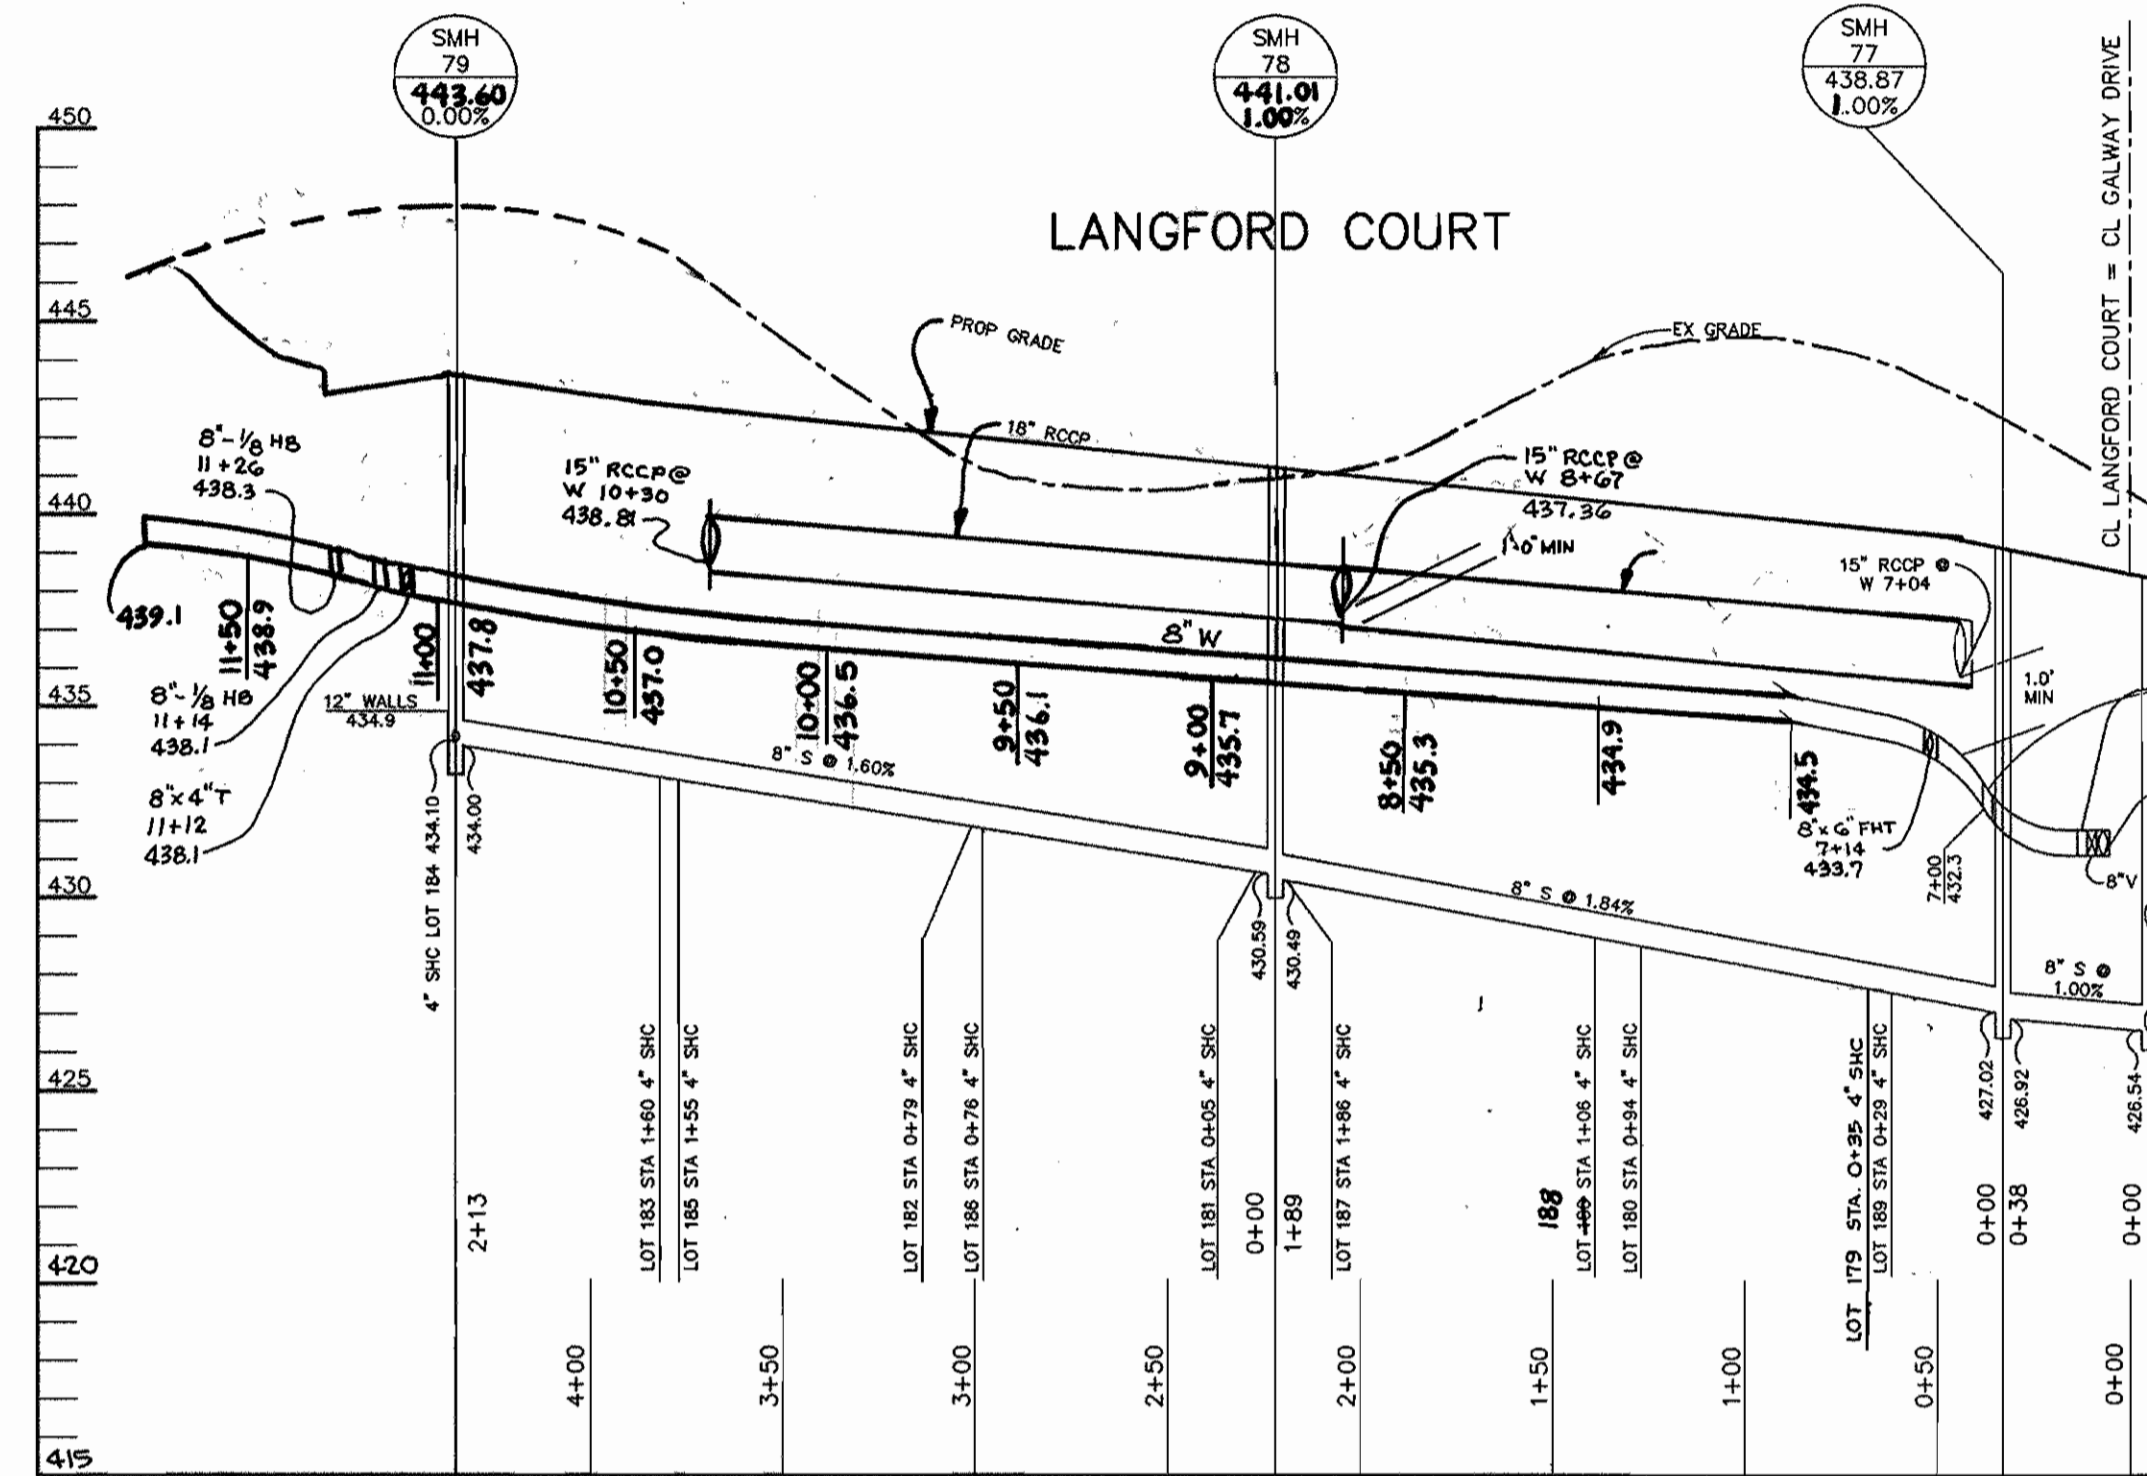 SMH
79
443.60
0.00%
SMH
78
441.01
1.00%
SMH
77
438.87
1.00%
CL LANGFORD COURT = CL GALWAY DRIVE
LANGFORD COURT
450
445
440
435
430
425
420
415
PROP GRADE
EX GRADE
18" RCCP
8"-1/8 HB
11+26
438.3
15" RCCP @
W 10+30
438.81
15" RCCP @
W 8+67
437.36
1'-0" MIN
15" RCCP @
W 7+04
1.0'
MIN
439.1
11+50
438.9
11+00
437.8
10+50
437.0
10+00
436.5
9+50
436.1
9+00
435.7
8+50
435.3
434.9
434.5
8" W
8"-1/8 HB
11+14
438.1
12" WALLS
434.9
8"x4"T
11+12
438.1
8" S @ 1.60%
8" S @ 1.84%
8"x6" FHT
7+14
433.7
7+00
432.3
8"V
8" S @
1.00%
4" SHC LOT 184 434.10
434.00
430.59
430.49
427.02
426.92
426.54
2+13
LOT 183 STA 1+60 4" SHC
LOT 185 STA 1+55 4" SHC
LOT 182 STA 0+79 4" SHC
LOT 186 STA 0+76 4" SHC
LOT 181 STA 0+05 4" SHC
0+00
1+89
LOT 187 STA 1+86 4" SHC
188
LOT STA 1+06 4" SHC
LOT 180 STA 0+94 4" SHC
LOT 179 STA. 0+35 4" SHC
LOT 189 STA 0+29 4" SHC
0+00
0+38
0+00
4+00
3+50
3+00
2+50
2+00
1+50
1+00
0+50
0+00